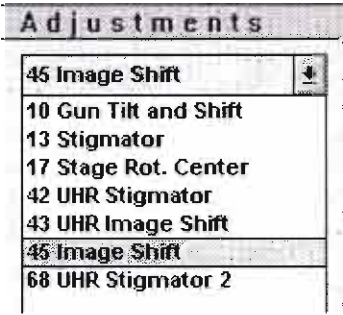 Adjustments
45 Image Shift
10 Gun Tilt and Shift
13 Stigmator
17 Stage Rot. Center
42 UHR Stigmator
43 UHR Image Shift
45 Image Shift
68 UHR Stigmator 2